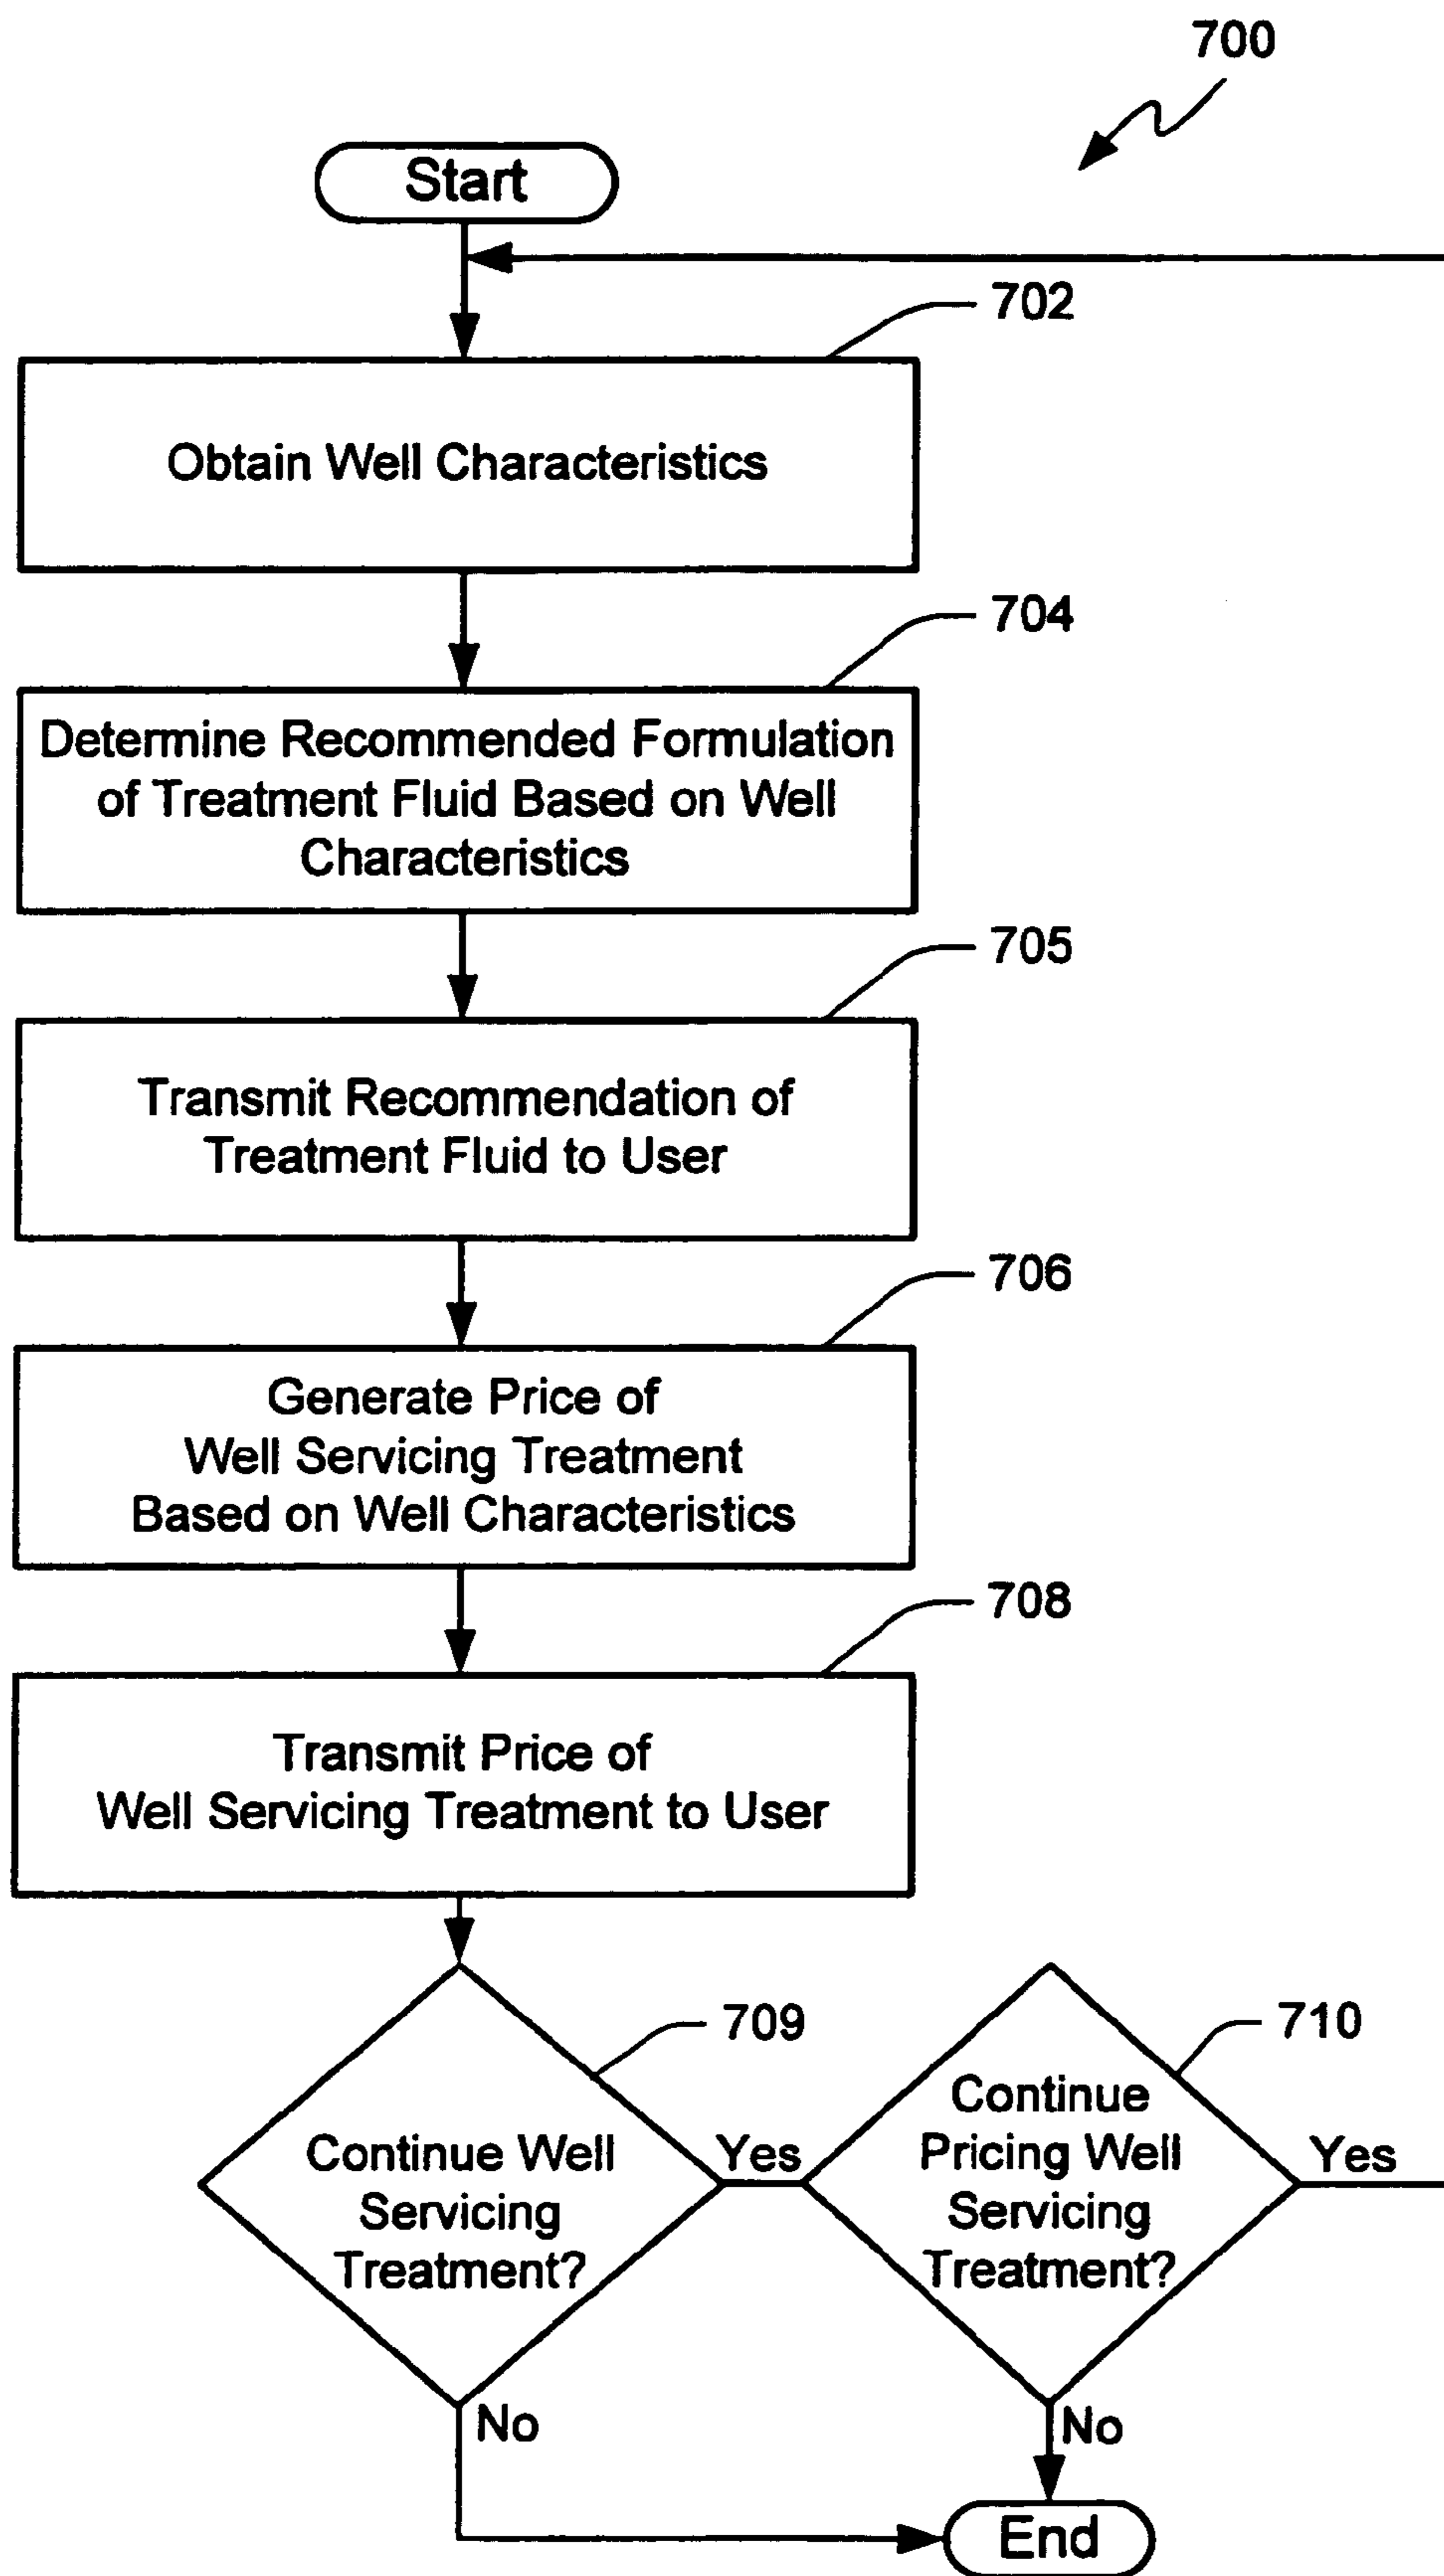 700
Start
702
Obtain Well Characteristics
704
Determine Recommended Formulation
of Treatment Fluid Based on Well
Characteristics
705
Transmit Recommendation of
Treatment Fluid to User
706
Generate Price of
Well Servicing Treatment
Based on Well Characteristics
708
Transmit Price of
Well Servicing Treatment to User
709
Continue Well
Servicing
Treatment?
Yes
No
710
Continue
Pricing Well
Servicing
Treatment?
Yes
No
End